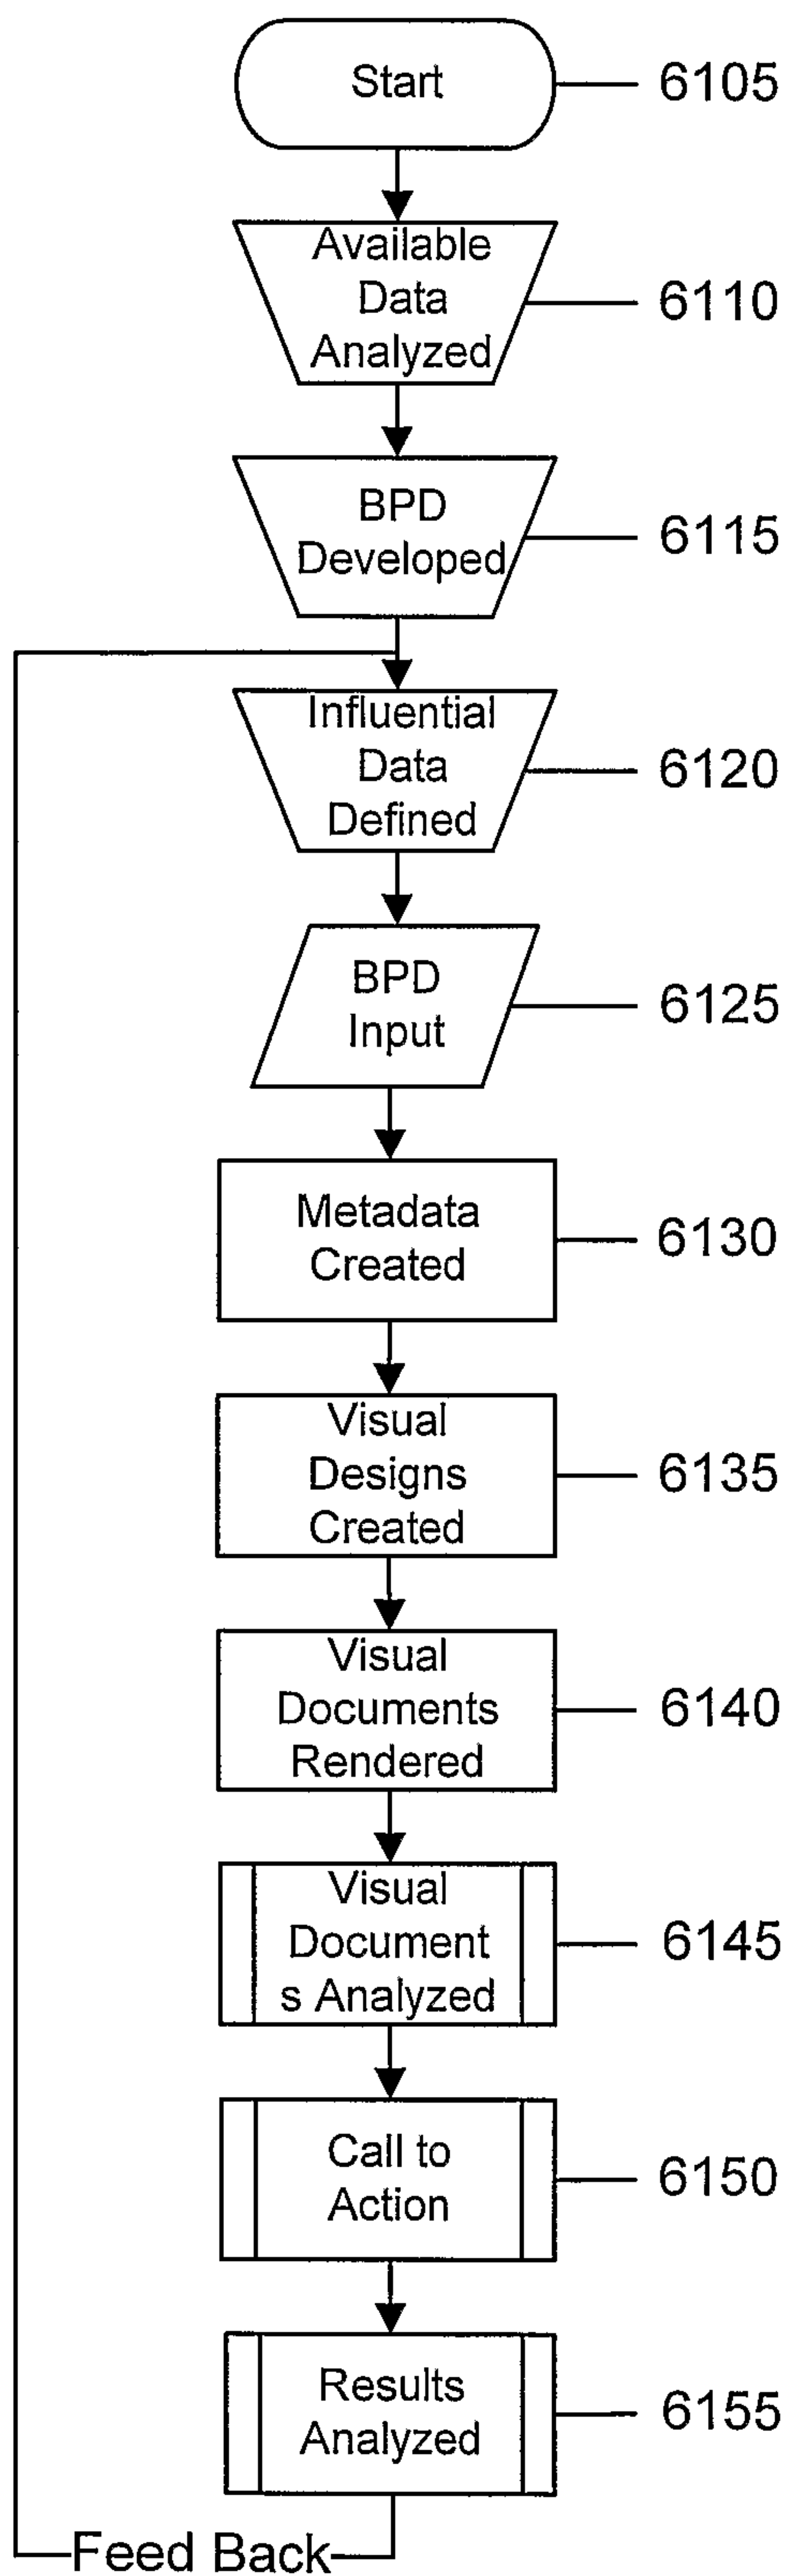 Start
6105
Available
Data
Analyzed
6110
BPD
Developed
6115
Influential
Data
Defined
6120
BPD
Input
6125
Metadata
Created
6130
Visual
Designs
Created
6135
Visual
Documents
Rendered
6140
Visual
Document
s Analyzed
6145
Call to
Action
6150
Results
Analyzed
6155
Feed Back